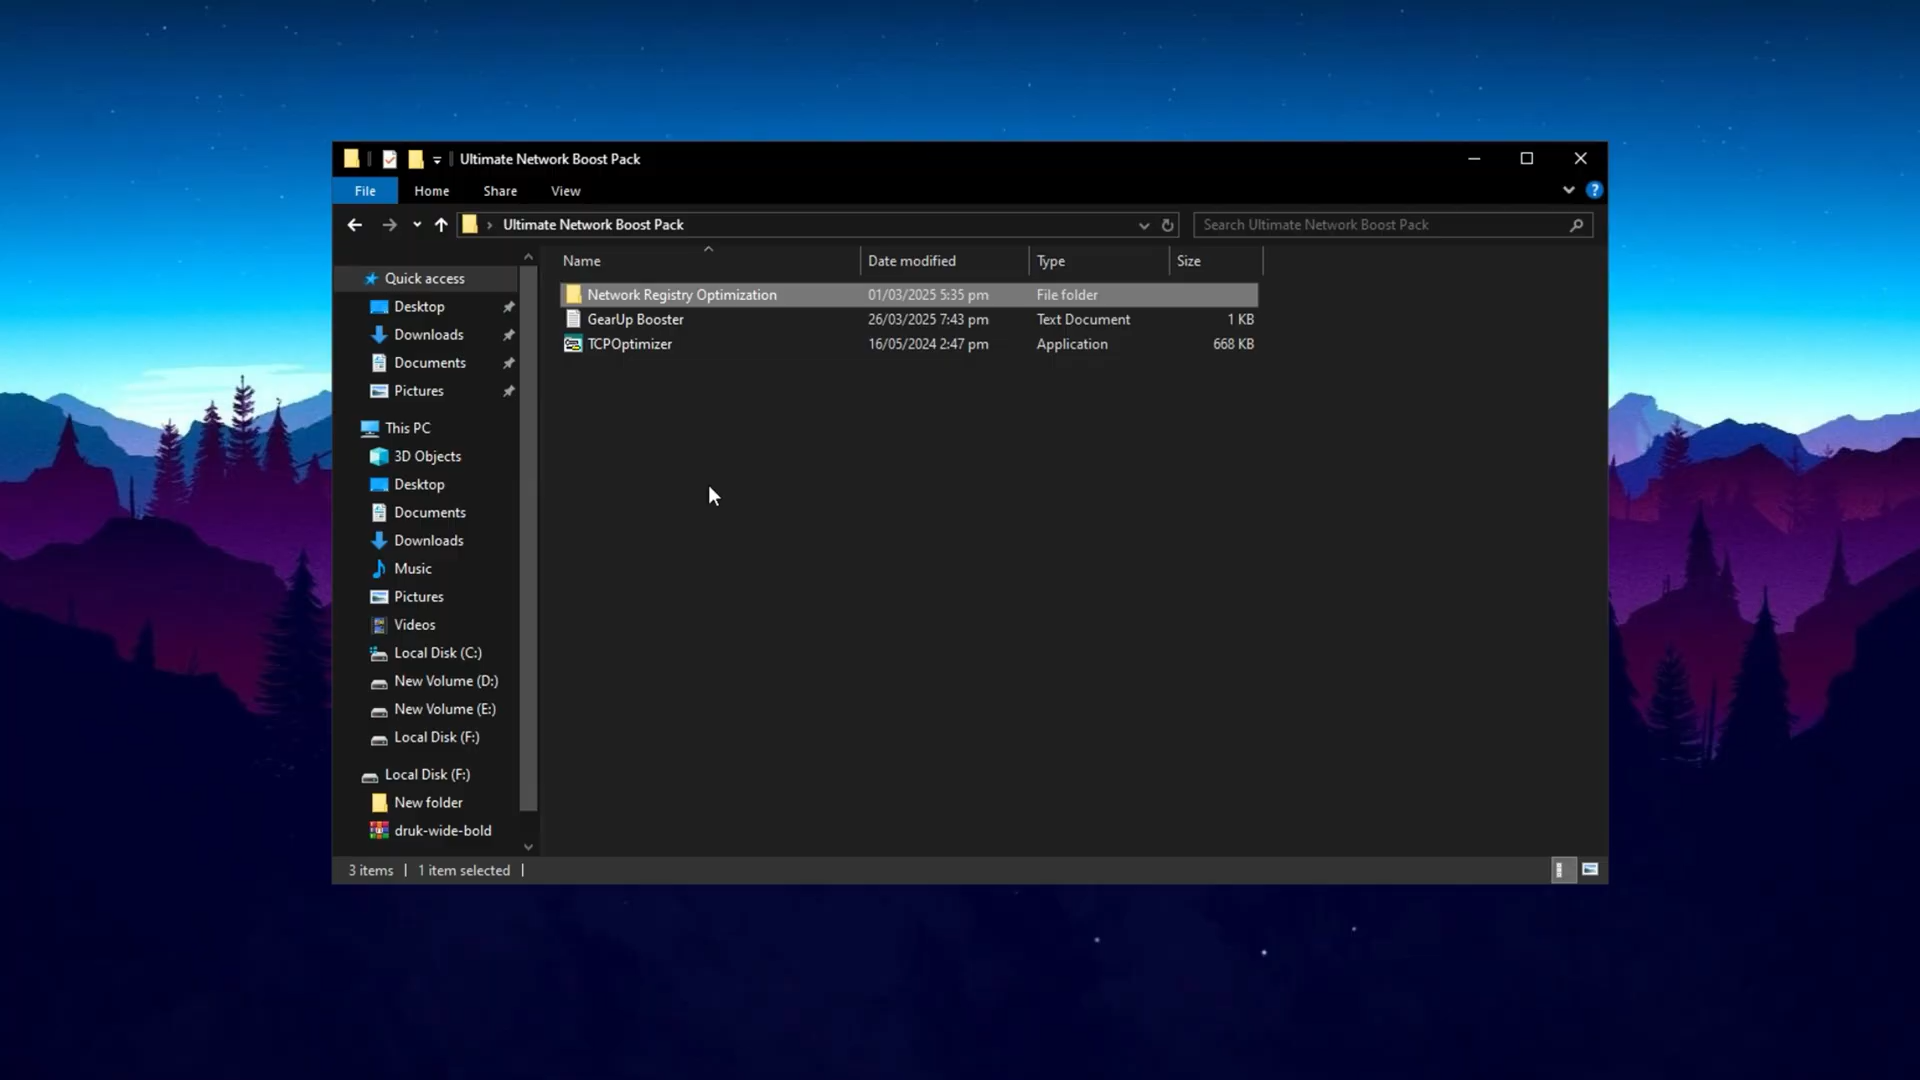 Ultimate Network Boost Pack
File Home Share View
Ultimate Network Boost Pack Search Ultimate Network Boost Pack
Name Date modified Type Size
Network Registry Optimization 01/03/2025 5:35 pm File folder
GearUp Booster 26/03/2025 7:43 pm Text Document 1 KB
TCPOptimizer 16/05/2024 2:47 pm Application 668 KB
Quick access
Desktop
Downloads
Documents
Pictures
This PC
3D Objects
Desktop
Documents
Downloads
Music
Pictures
Videos
Local Disk (C:)
New Volume (D:)
New Volume (E:)
Local Disk (F:)
Local Disk (F:)
New folder
druk-wide-bold
3 items 1 item selected